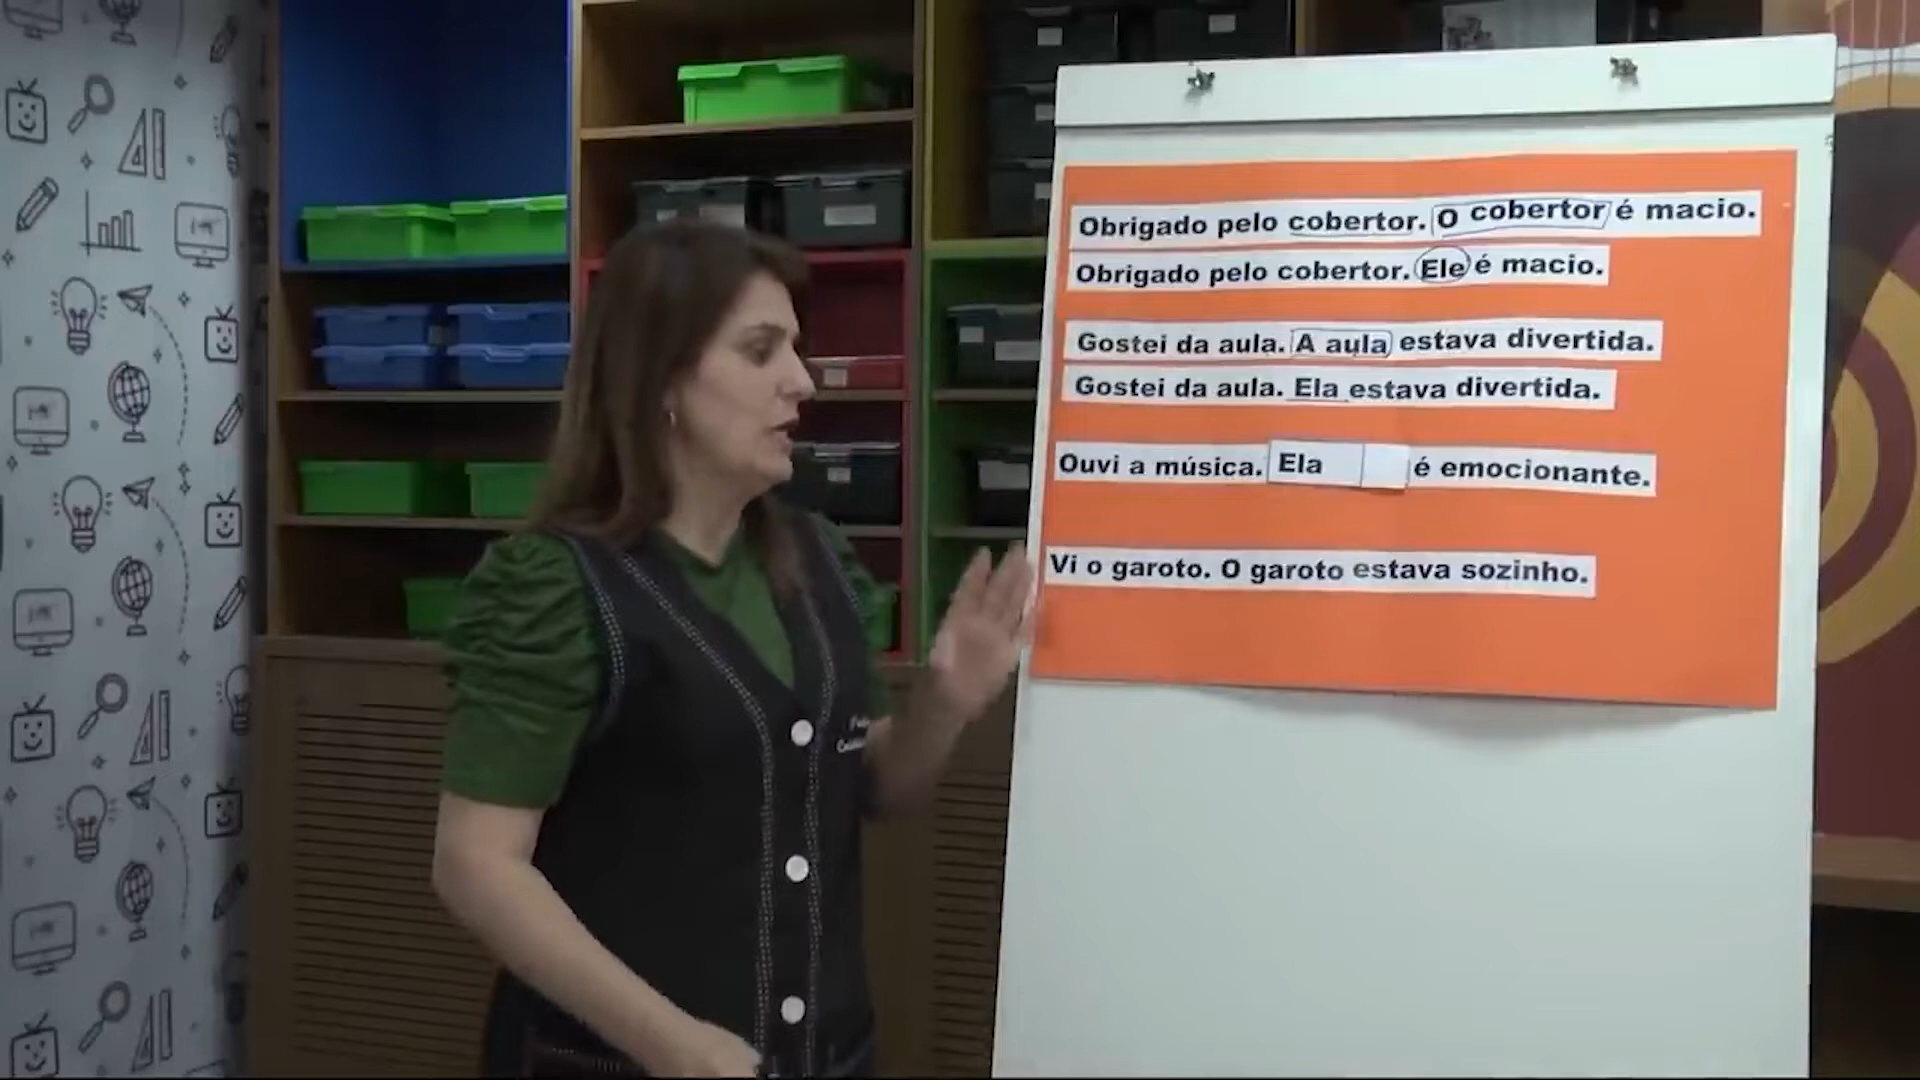 Obrigado pelo cobertor. O cobertor é macio.
Obrigado pelo cobertor. Ele é macio.
Gostei da aula. A aula estava divertida.
Gostei da aula. Ela estava divertida.
Ouvi a música. Ela é emocionante.
Vi o garoto. O garoto estava sozinho.